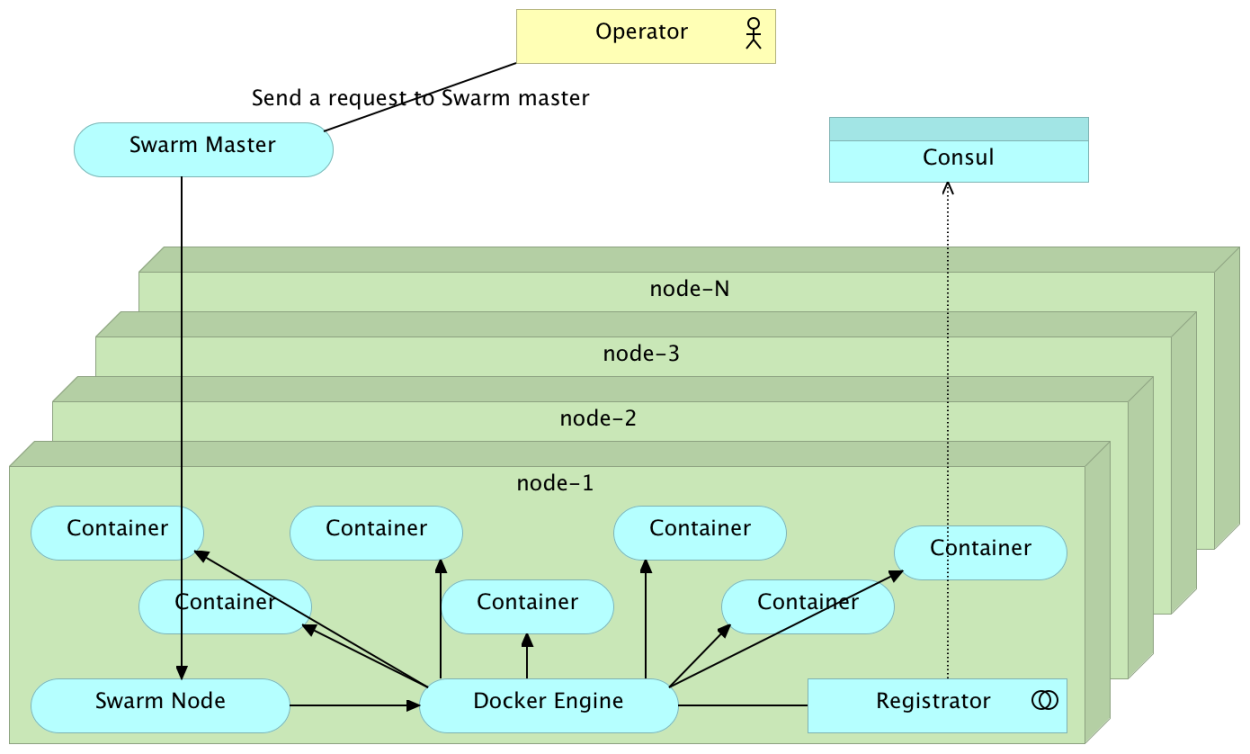 Operator
Send a request to Swarm master
Swarm Master
Consul
node-N
node-3
node-2
node-1
Container
Container
Container
Container
Container
Container
Container
Swarm Node
Docker Engine
Registrator